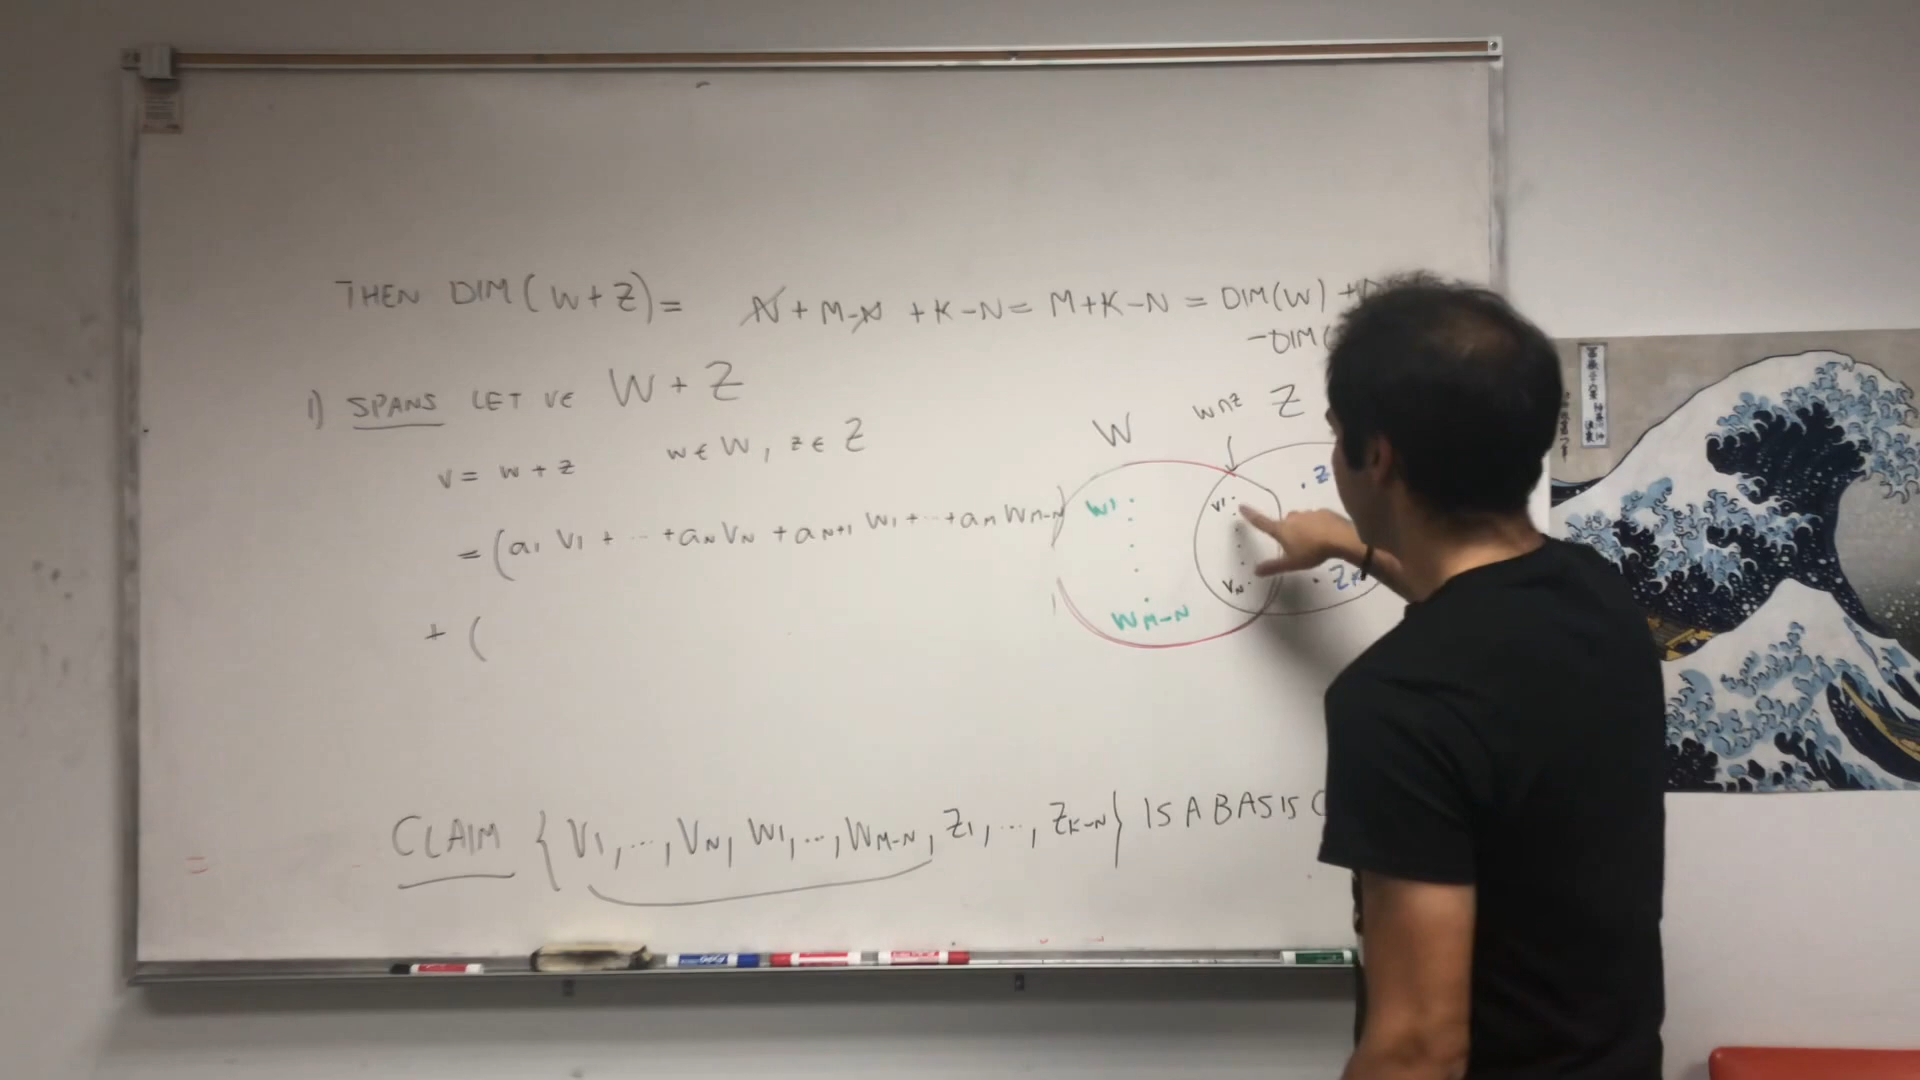 THEN DIM(W+Z)= N+M-N+K-N= M+K-N = DIM(W)+
-DIM(
1) SPANS LET V∈ W+Z
V= W+Z W∈W, Z∈Z
=(a1 V1 + ... +aN VN +aN+1 W1+...+aM WM-N)
+ (
W W∩Z Z
W1 V1 Z
WM-N VN ZK
CLAIM {V1,...,VN, W1,...,WM-N, Z1,...,ZK-N} IS A BASIS
=